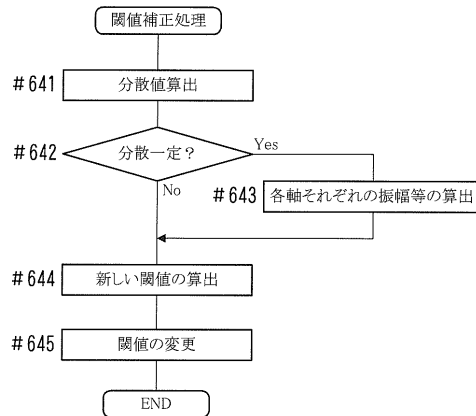 閾値補正処理
#641
分散値算出
#642
分散一定?
Yes
No
#643
各軸それぞれの振幅等の算出
#644
新しい閾値の算出
#645
閾値の変更
END